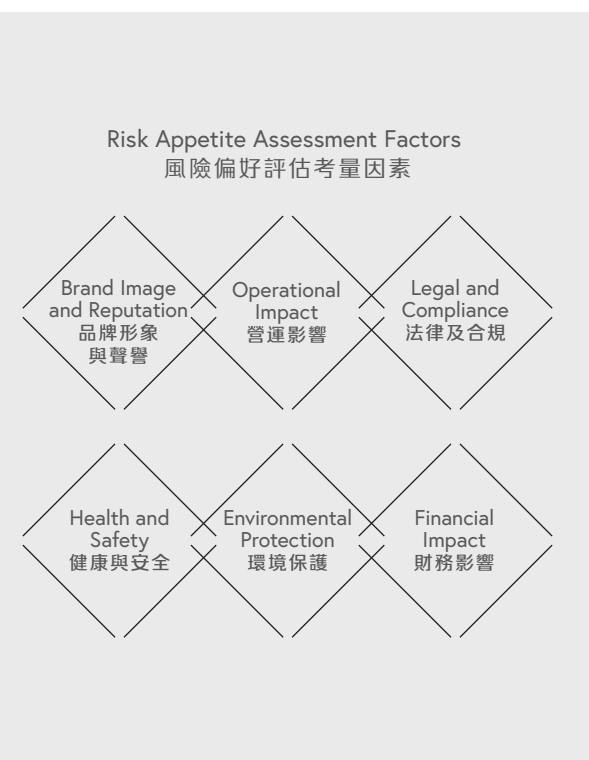 Risk Appetite Assessment Factors
風險偏好評估考量因素
Brand Image
and Reputation
品牌形象
與聲譽
Operational
Impact
營運影響
Legal and
Compliance
法律及合規
Health and
Safety
健康與安全
Environmental
Protection
環境保護
Financial
Impact
財務影響